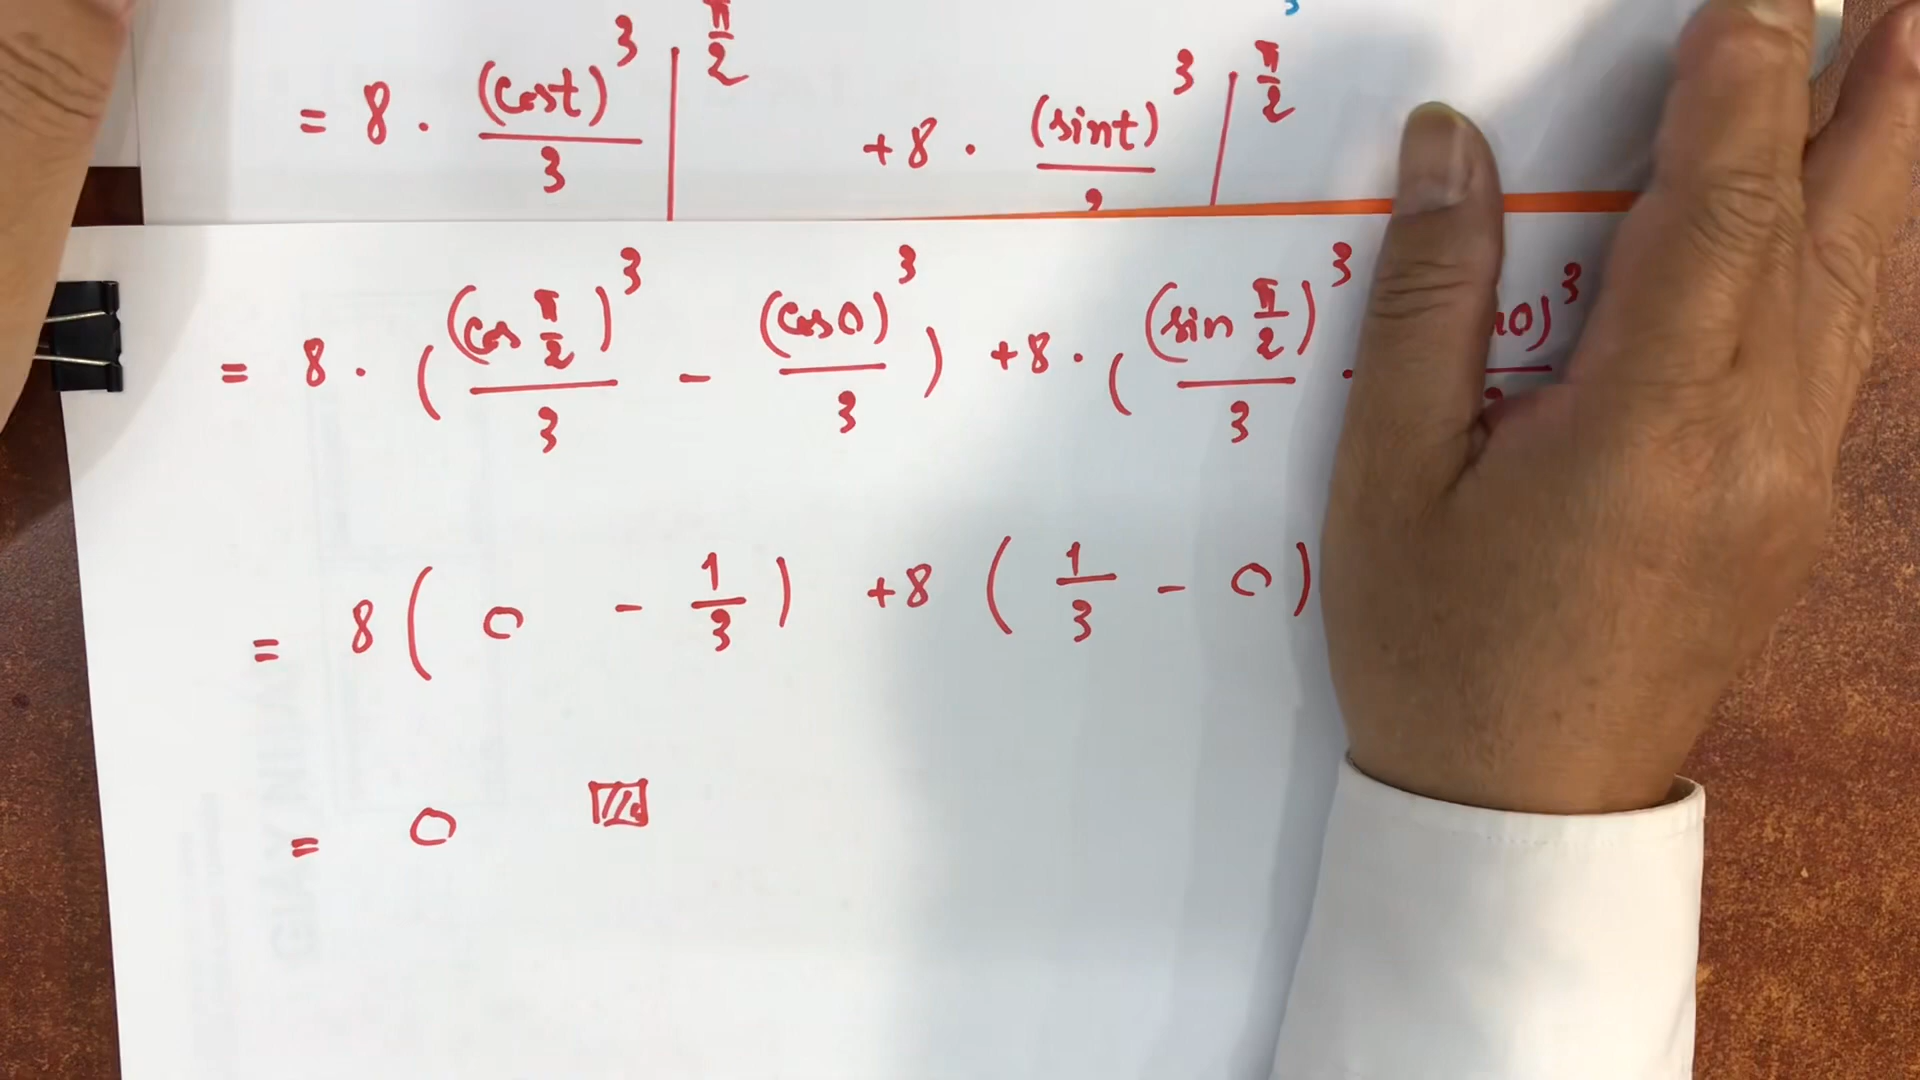 = 8 · (cost)³/3 |^π/2 + 8 · (sint)³/ |^π/2
= 8 · ( (cos π/2)³/3 - (cos0)³/3 ) + 8 · ( (sin π/2)³/3 - 0)³
= 8 ( 0 - 1/3 ) + 8 ( 1/3 - 0 )
= 0